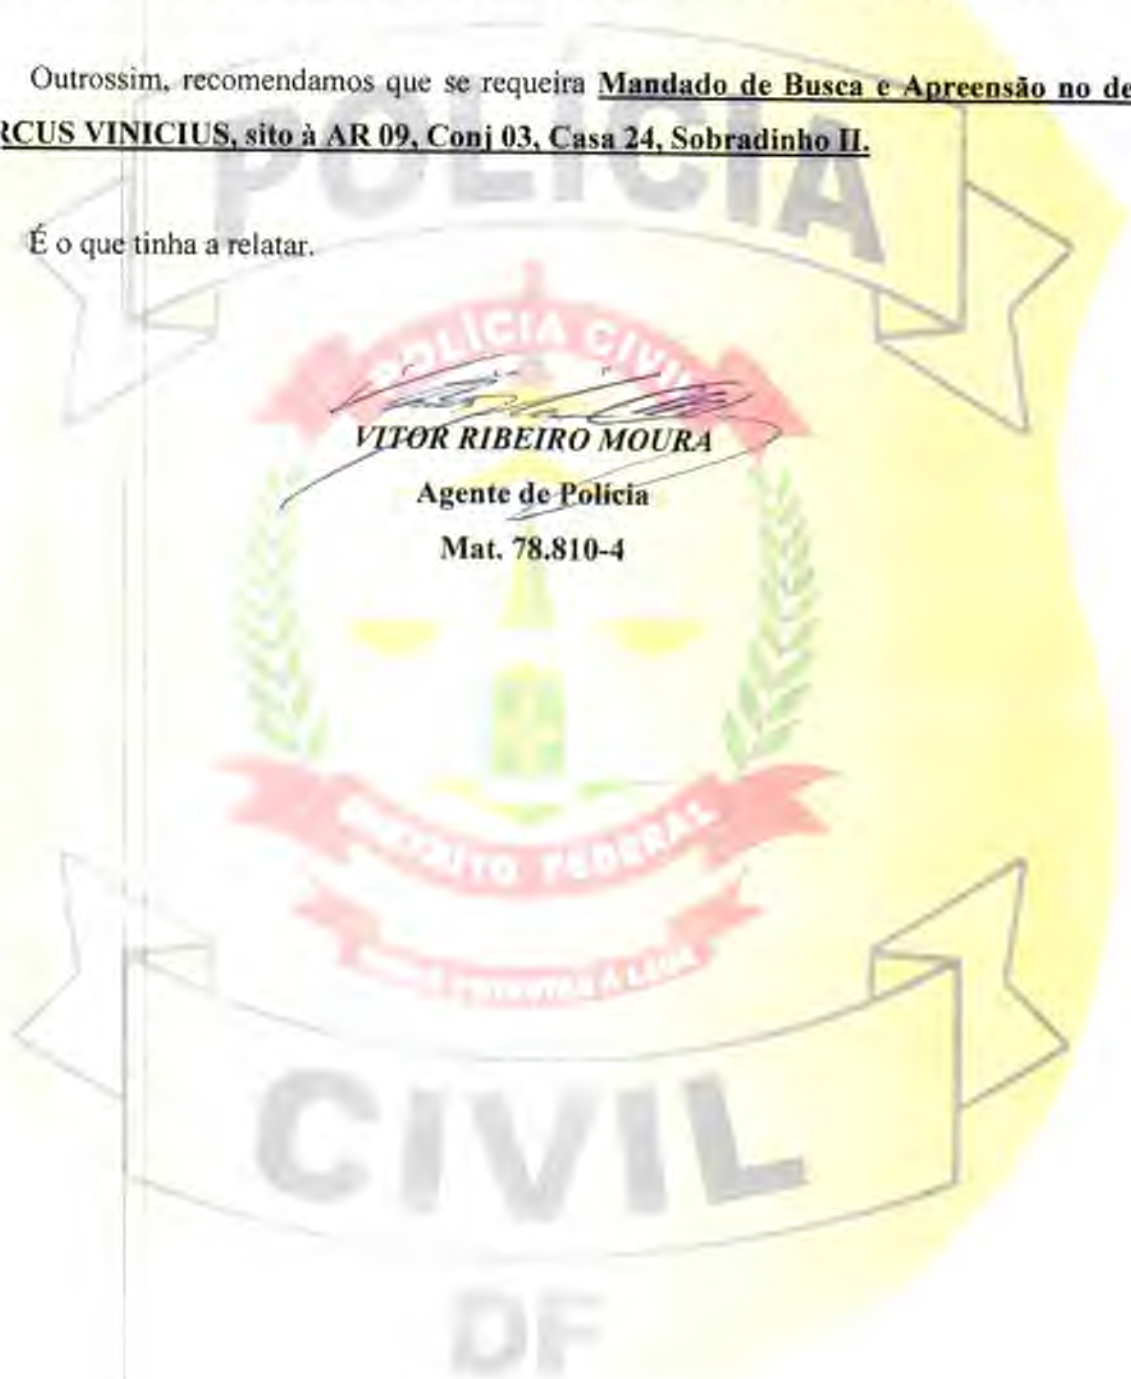 Outrossim, recomendamos que se requeira Mandado de Busca e Apreensão no de
RCUS VINICIUS, sito à AR 09, Conj 03, Casa 24, Sobradinho II.
É o que tinha a relatar.
POLÍCIA
POLÍCIA CIVIL
VITOR RIBEIRO MOURA
Agente de Polícia
Mat. 78.810-4
DISTRITO FEDERAL
CIVIL
DF